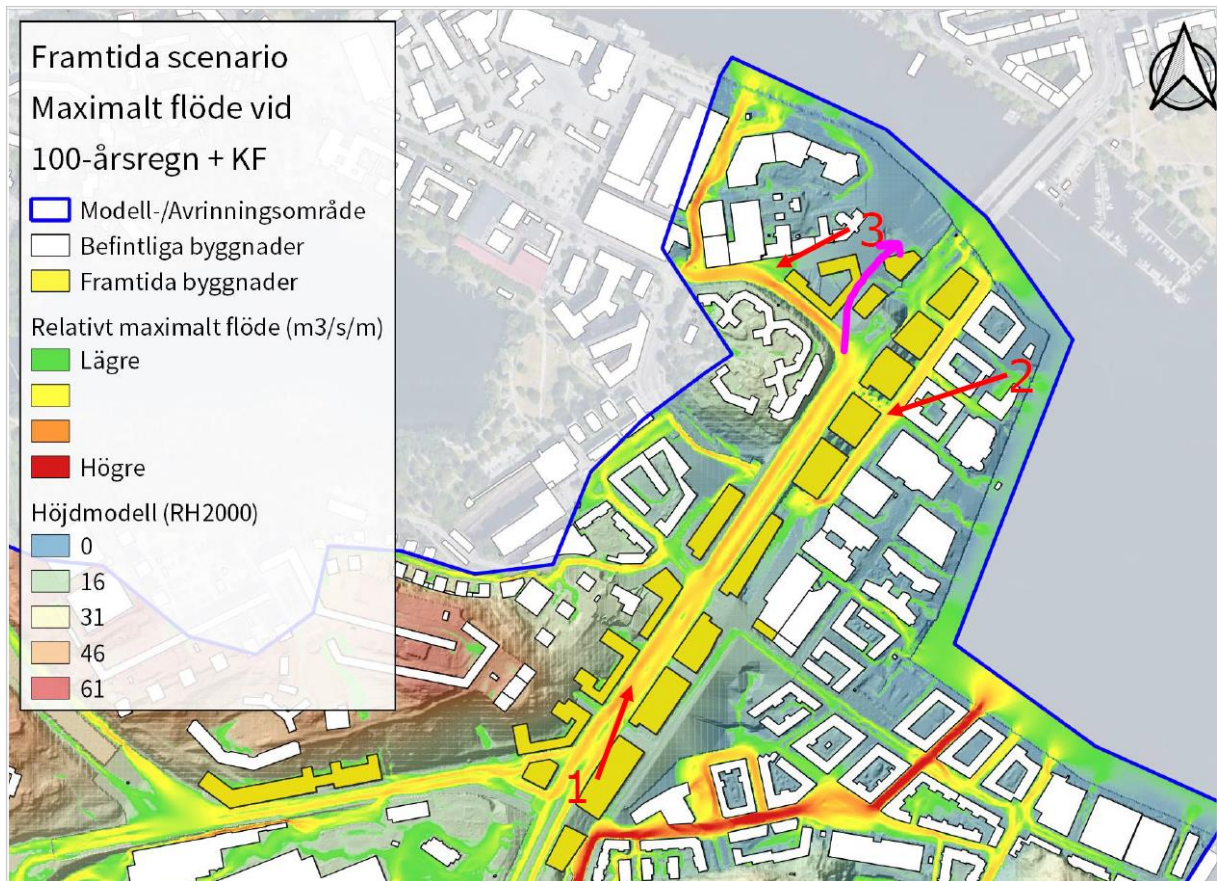 Framtida scenario
Maximalt flöde vid
100-årsregn + KF
Modell-/Avrinningsområde
Befintliga byggnader
Framtida byggnader
Relativt maximalt flöde (m3/s/m)
Lägre
Högre
Höjdmodell (RH2000)
0
16
31
46
61
3
2
1